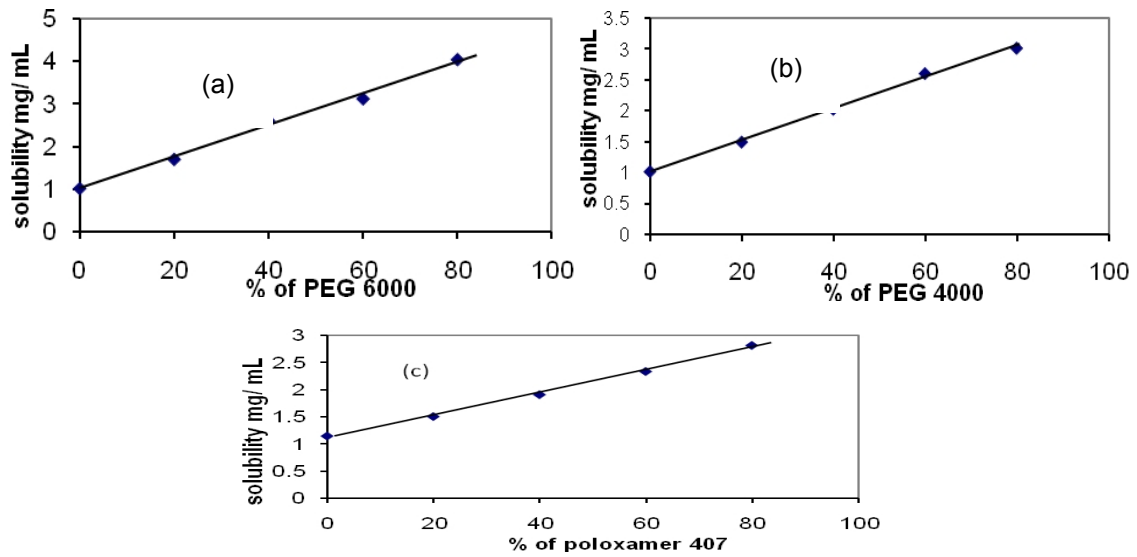 solubility mg/ mL
5
4
3
2
1
0
(a)
0 20 40 60 80 100
% of PEG 6000
solubility mg/ mL
3.5
3
2.5
2
1.5
1
0.5
0
(b)
0 20 40 60 80 100
% of PEG 4000
solubility mg/ mL
3
2.5
2
1.5
1
0.5
0
(c)
0 20 40 60 80 100
% of poloxamer 407